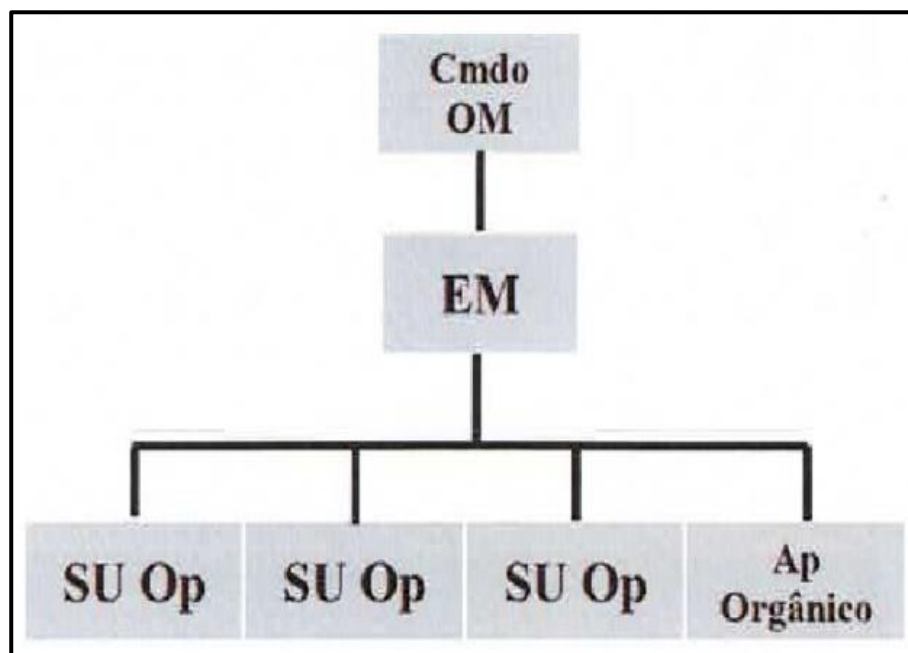 Cmdo
OM
EM
SU Op
SU Op
SU Op
Ap
Orgânico